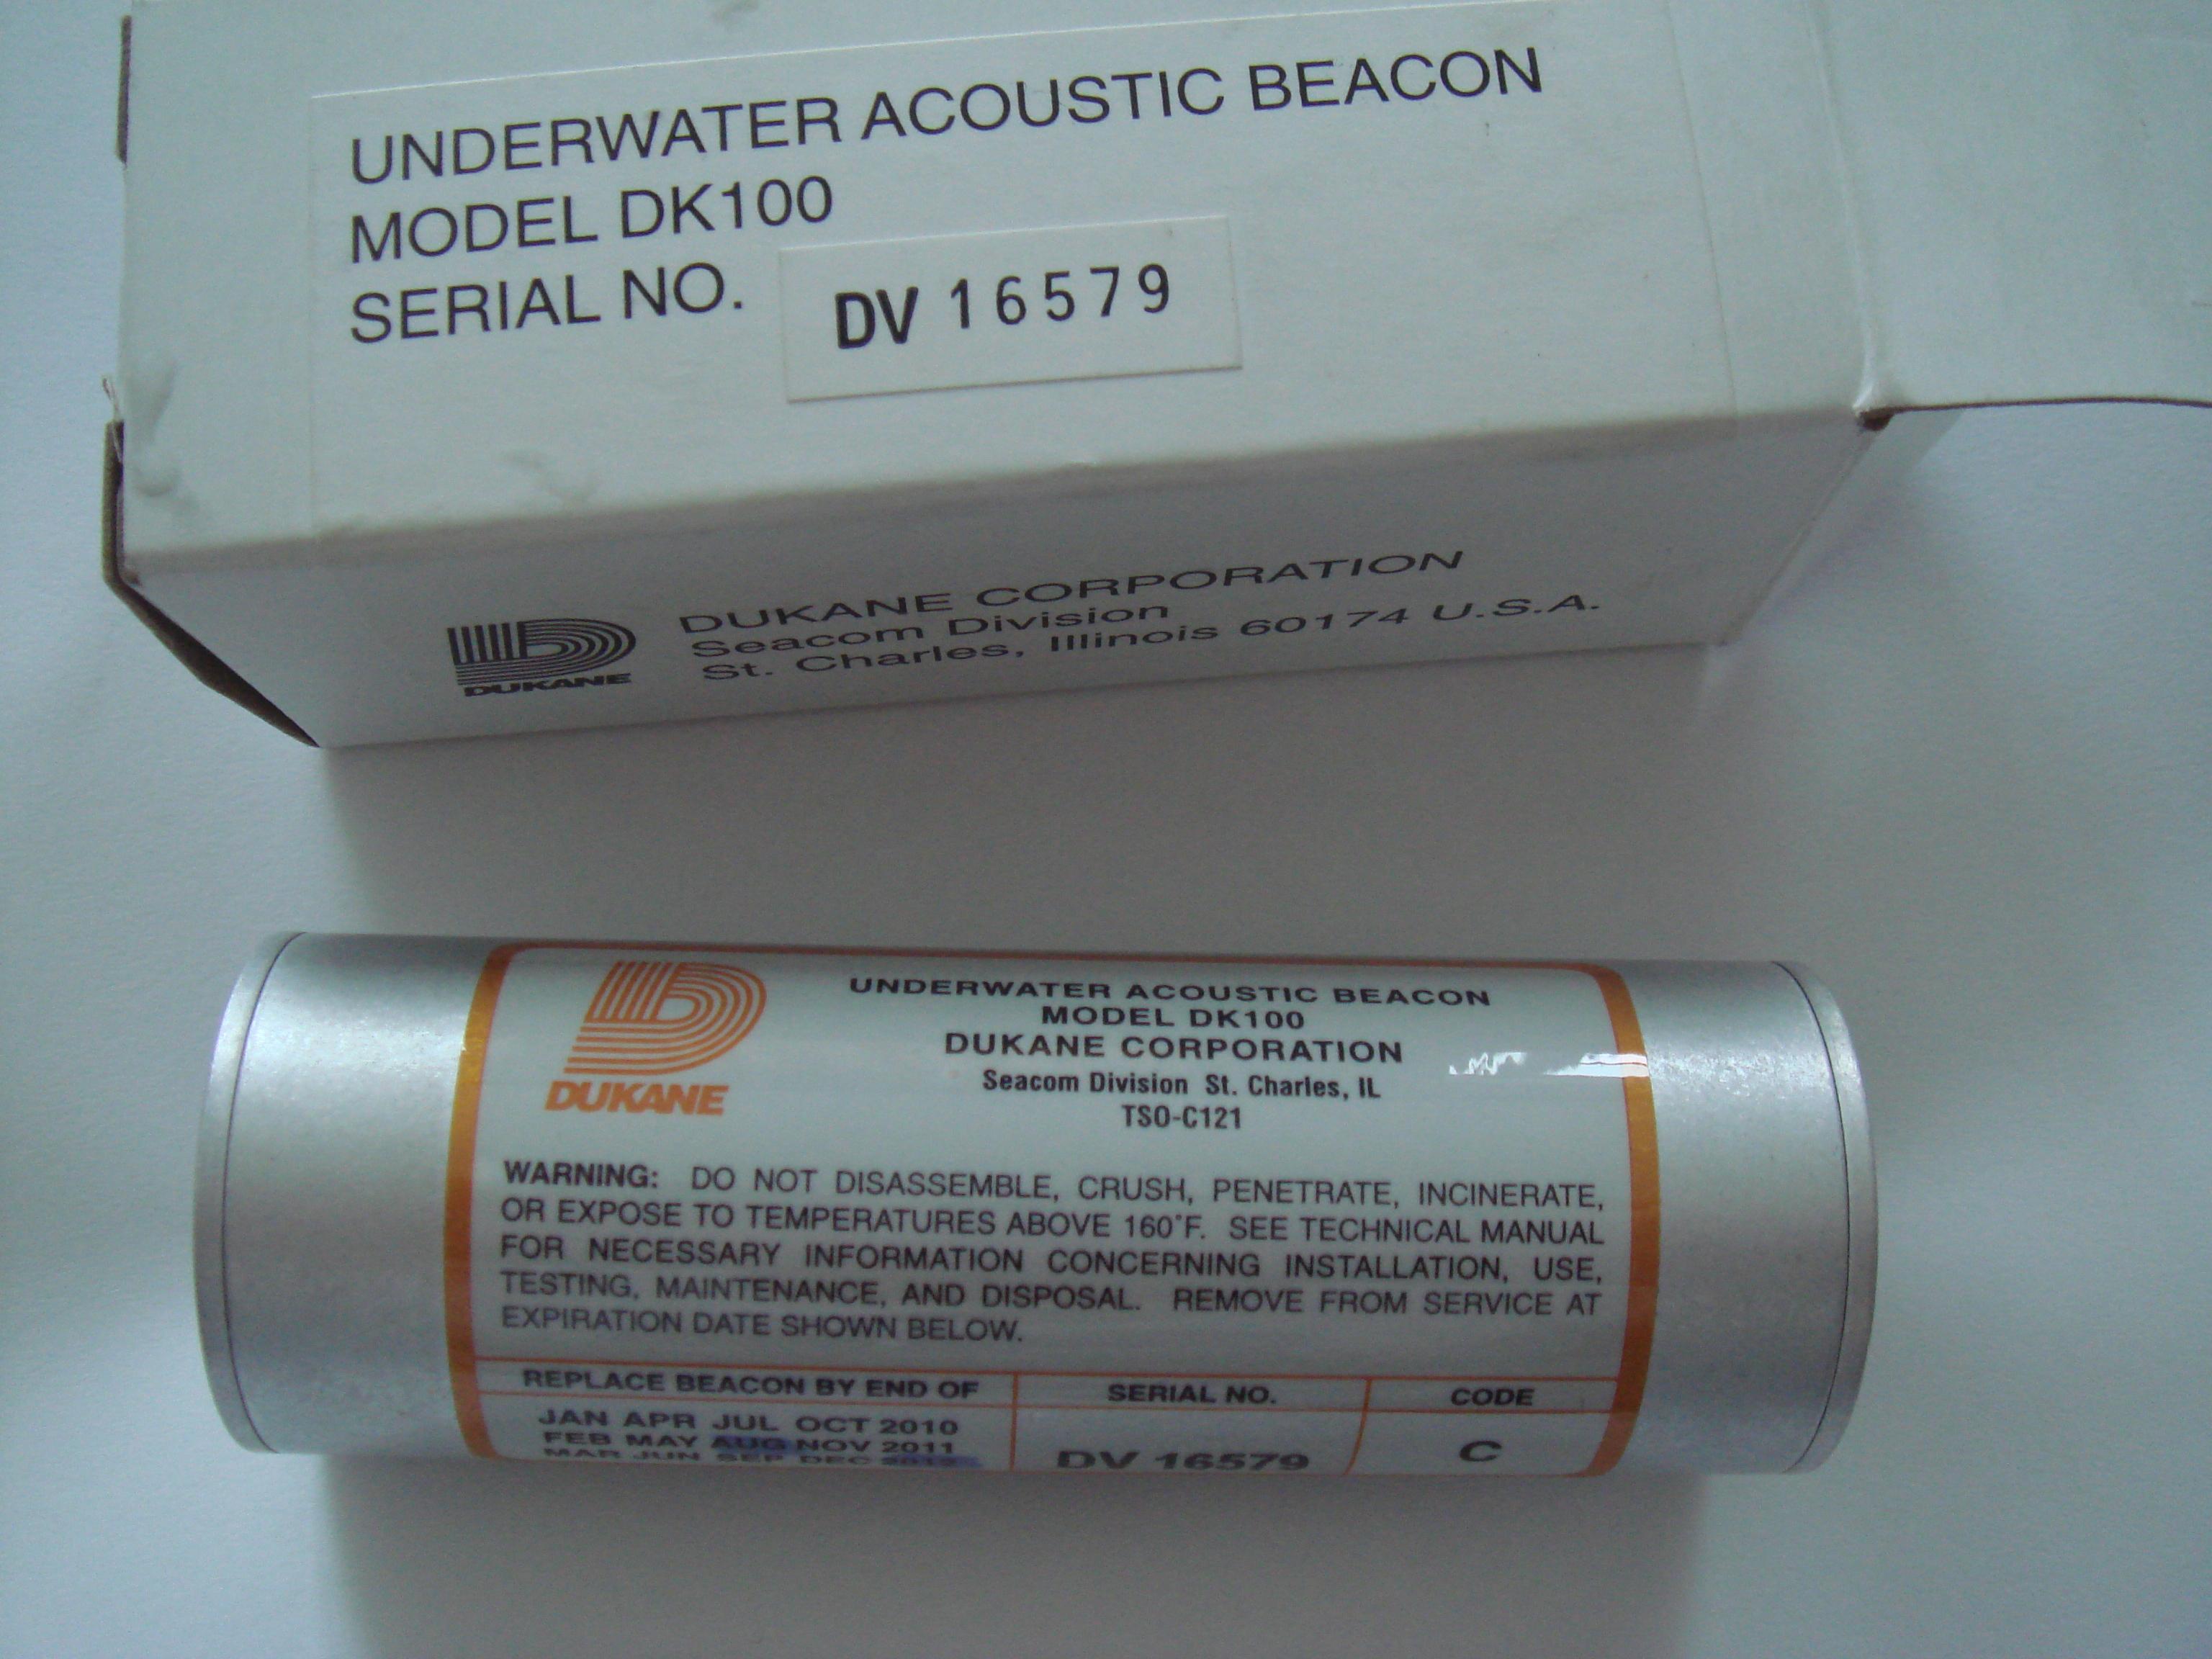 UNDERWATER ACOUSTIC BEACON
MODEL DK100
SERIAL NO. DV 16579
DUKANE
DUKANE CORPORATION
Seacom Division
St. Charles, Illinois 60174 U.S.A.
DUKANE
UNDERWATER ACOUSTIC BEACON
MODEL DK100
DUKANE CORPORATION
Seacom Division St. Charles, IL
TSO-C121
WARNING: DO NOT DISASSEMBLE, CRUSH, PENETRATE, INCINERATE,
OR EXPOSE TO TEMPERATURES ABOVE 160°F. SEE TECHNICAL MANUAL
FOR NECESSARY INFORMATION CONCERNING INSTALLATION, USE,
TESTING, MAINTENANCE, AND DISPOSAL. REMOVE FROM SERVICE AT
EXPIRATION DATE SHOWN BELOW.
REPLACE BEACON BY END OF SERIAL NO. CODE
JAN APR JUL OCT 2010
FEB MAY AUG NOV 2011
MAR JUN SEP DEC 2012
DV 16579 C